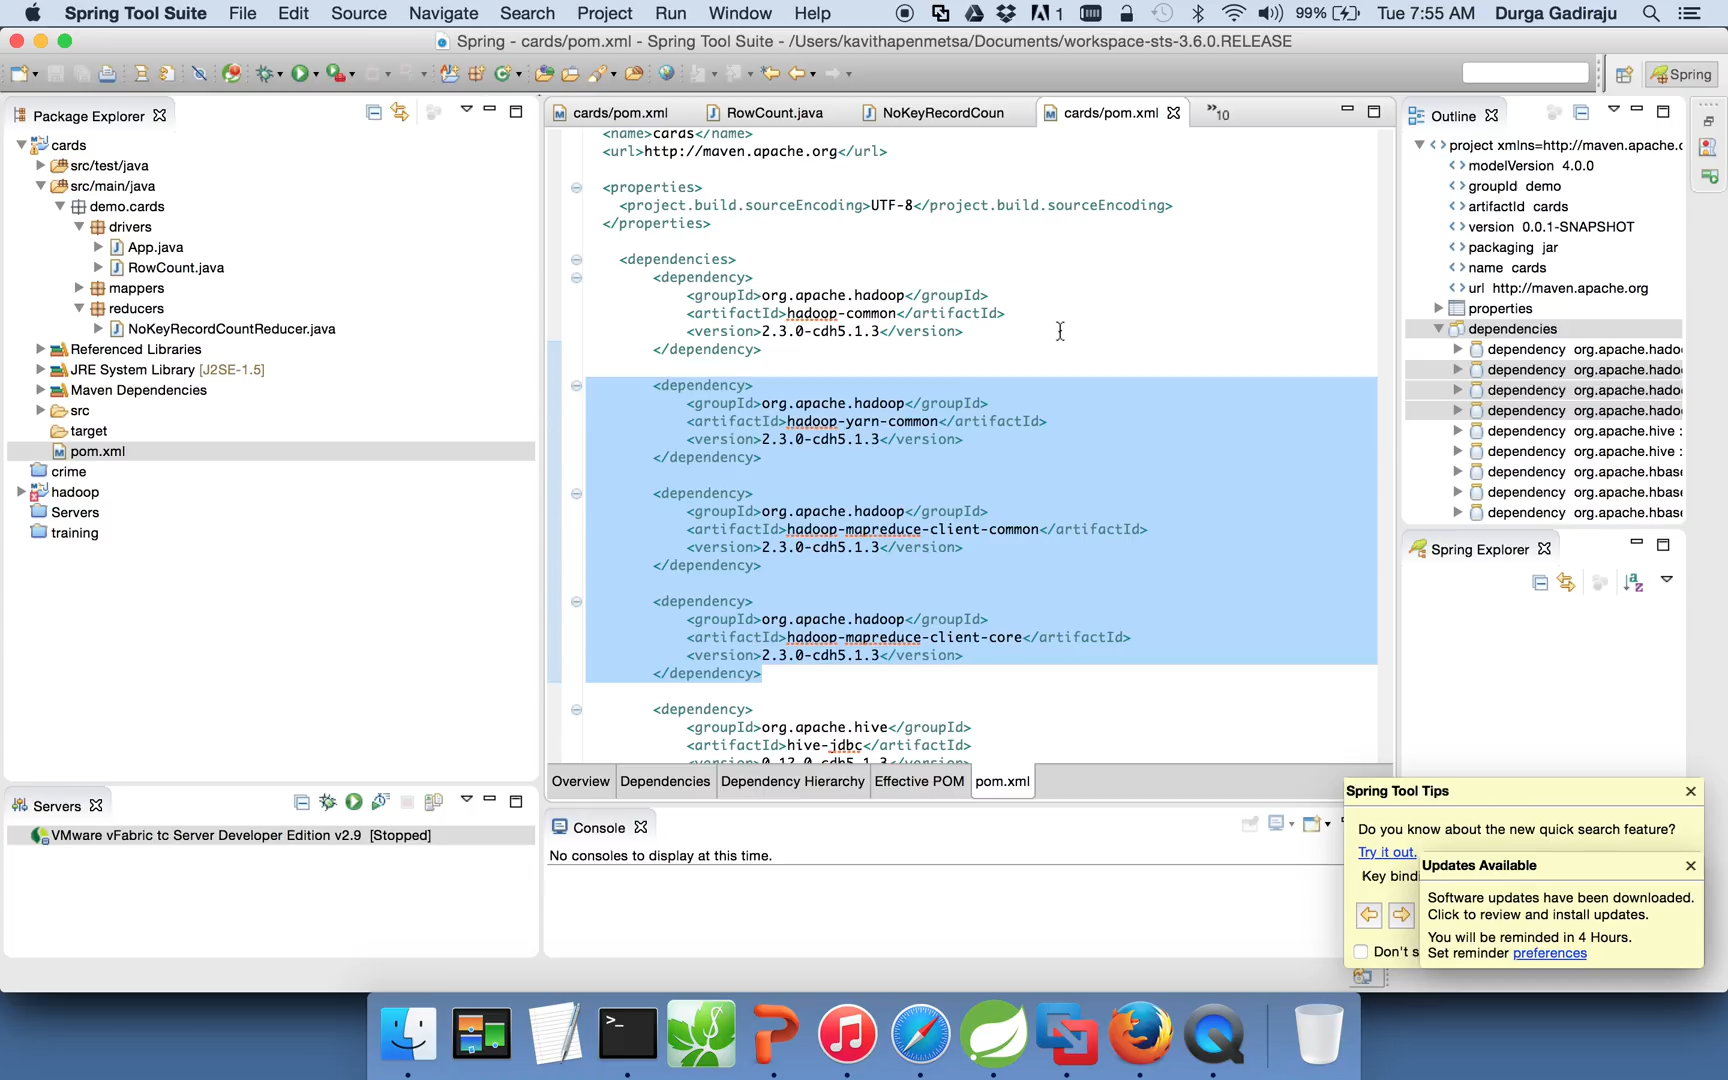 Spring Tool Suite File Edit Source Navigate Search Project Run Window Help 1 99% Tue 7:55 AM Durga Gadiraju
Spring - cards/pom.xml - Spring Tool Suite - /Users/kavithapenmetsa/Documents/workspace-sts-3.6.0.RELEASE
Spring
Package Explorer
cards
src/test/java
src/main/java
demo.cards
drivers
App.java
RowCount.java
mappers
reducers
NoKeyRecordCountReducer.java
Referenced Libraries
JRE System Library [J2SE-1.5]
Maven Dependencies
src
target
pom.xml
crime
hadoop
Servers
training
cards/pom.xml RowCount.java NoKeyRecordCoun cards/pom.xml »10
<name>cards</name>
<url>http://maven.apache.org</url>
<properties>
<project.build.sourceEncoding>UTF-8</project.build.sourceEncoding>
</properties>
<dependencies>
<dependency>
<groupId>org.apache.hadoop</groupId>
<artifactId>hadoop-common</artifactId>
<version>2.3.0-cdh5.1.3</version>
</dependency>
<dependency>
<groupId>org.apache.hadoop</groupId>
<artifactId>hadoop-yarn-common</artifactId>
<version>2.3.0-cdh5.1.3</version>
</dependency>
<dependency>
<groupId>org.apache.hadoop</groupId>
<artifactId>hadoop-mapreduce-client-common</artifactId>
<version>2.3.0-cdh5.1.3</version>
</dependency>
<dependency>
<groupId>org.apache.hadoop</groupId>
<artifactId>hadoop-mapreduce-client-core</artifactId>
<version>2.3.0-cdh5.1.3</version>
</dependency>
<dependency>
<groupId>org.apache.hive</groupId>
<artifactId>hive-jdbc</artifactId>
<version>0.12.0-cdh5.1.3</version>
Overview Dependencies Dependency Hierarchy Effective POM pom.xml
Outline
project xmlns=http://maven.apache.c
modelVersion 4.0.0
groupId demo
artifactId cards
version 0.0.1-SNAPSHOT
packaging jar
name cards
url http://maven.apache.org
properties
dependencies
dependency org.apache.hado
dependency org.apache.hado
dependency org.apache.hado
dependency org.apache.hado
dependency org.apache.hive :
dependency org.apache.hive :
dependency org.apache.hbase
dependency org.apache.hbase
dependency org.apache.hbase
Spring Explorer
Servers
VMware vFabric tc Server Developer Edition v2.9 [Stopped]
Console
No consoles to display at this time.
Spring Tool Tips
Do you know about the new quick search feature?
Try it out.
Key bind
Don't s
Updates Available
Software updates have been downloaded.
Click to review and install updates.
You will be reminded in 4 Hours.
Set reminder preferences